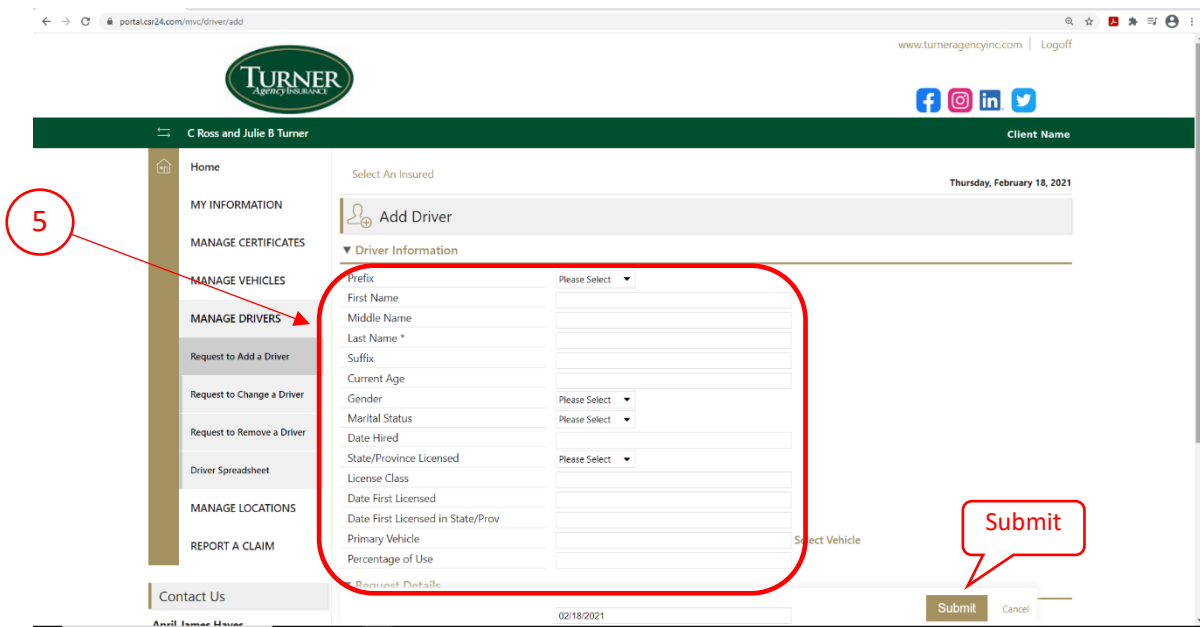 portal.csr24.com/mvc/driver/add
www.turneragencyinc.com | Logoff
TURNER
Agency INSURANCE
C Ross and Julie B Turner
Client Name
Home
MY INFORMATION
MANAGE CERTIFICATES
MANAGE VEHICLES
MANAGE DRIVERS
Request to Add a Driver
Request to Change a Driver
Request to Remove a Driver
Driver Spreadsheet
MANAGE LOCATIONS
REPORT A CLAIM
Contact Us
April James Hayes
5
Select An Insured
Thursday, February 18, 2021
Add Driver
Driver Information
Prefix Please Select
First Name
Middle Name
Last Name *
Suffix
Current Age
Gender Please Select
Marital Status Please Select
Date Hired
State/Province Licensed Please Select
License Class
Date First Licensed
Date First Licensed in State/Prov
Primary Vehicle Select Vehicle
Percentage of Use
Request Details
02/18/2021
Submit
Submit Cancel